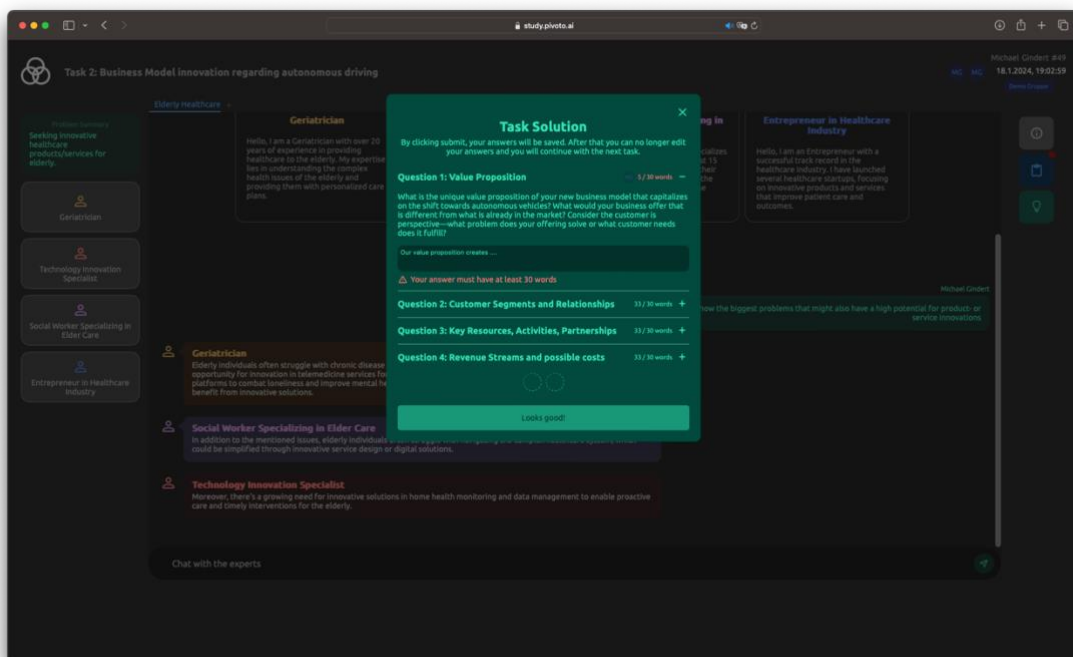 study.pivoto.ai
Task 2: Business Model innovation regarding autonomous driving
Michael Gindert #49
MG MG
18.1.2024, 19:02:59
Demo Gruppe
Elderly Healthcare
Problem summary
Seeking innovative
healthcare
products/services for
elderly.
Geriatrician
Technology Innovation
Specialist
Social Worker Specializing in
Elder Care
Entrepreneur in Healthcare
Industry
Geriatrician
Hello, I am a Geriatrician with over 20
years of experience in providing
healthcare to the elderly. My expertise
lies in understanding the complex
health issues of the elderly and
providing them with personalized care
plans.
Entrepreneur in Healthcare
Industry
Hello, I am an Entrepreneur with a
successful track record in the
healthcare industry. I have launched
several healthcare startups, focusing
on innovative products and services
that improve patient care and
outcomes.
Task Solution
By clicking submit, your answers will be saved. After that you can no longer edit
your answers and you will continue with the next task.
Question 1: Value Proposition 5 / 30 words
What is the unique value proposition of your new business model that capitalizes
on the shift towards autonomous vehicles? What would your business offer that
is different from what is already in the market? Consider the customer is
perspective—what problem does your offering solve or what customer needs
does it fulfill?
Our value proposition creates ....
Your answer must have at least 30 words
Question 2: Customer Segments and Relationships 33 / 30 words +
Question 3: Key Resources, Activities, Partnerships 33 / 30 words +
Question 4: Revenue Streams and possible costs 33 / 30 words +
Looks good!
Michael Gindert
now the biggest problems that might also have a high potential for product- or
service innovations
Geriatrician
Elderly individuals often struggle with chronic disease
opportunity for innovation in telemedicine services fo
platforms to combat loneliness and improve mental he
benefit from innovative solutions.
Social Worker Specializing in Elder Care
In addition to the mentioned issues, elderly individuals
could be simplified through innovative service design or digital solutions.
Technology Innovation Specialist
Moreover, there's a growing need for innovative solutions in home health monitoring and data management to enable proactive
care and timely interventions for the elderly.
Chat with the experts